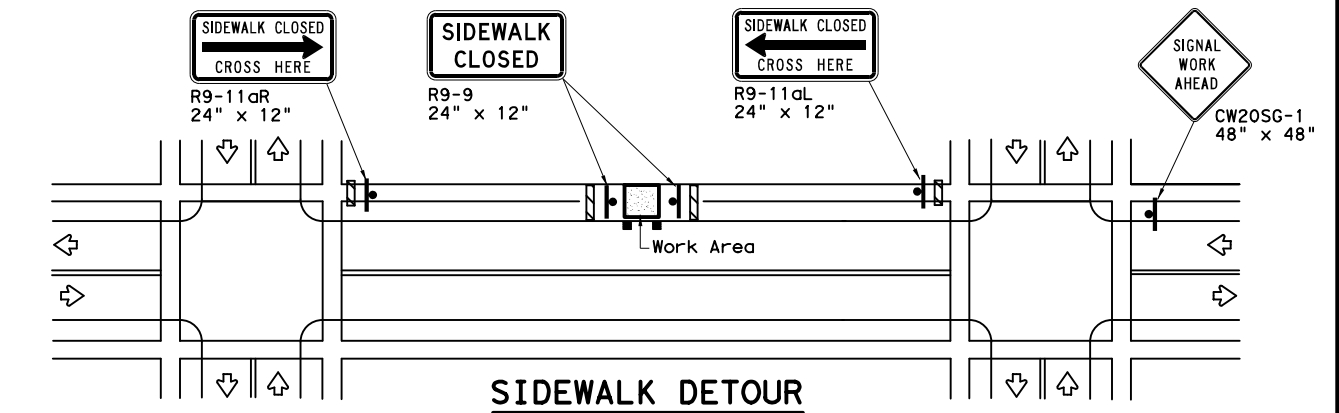 SIDEWALK CLOSED
CROSS HERE
R9-11aR
24" x 12"
SIDEWALK
CLOSED
R9-9
24" x 12"
SIDEWALK CLOSED
CROSS HERE
R9-11aL
24" x 12"
SIGNAL
WORK
AHEAD
CW20SG-1
48" x 48"
Work Area
SIDEWALK DETOUR